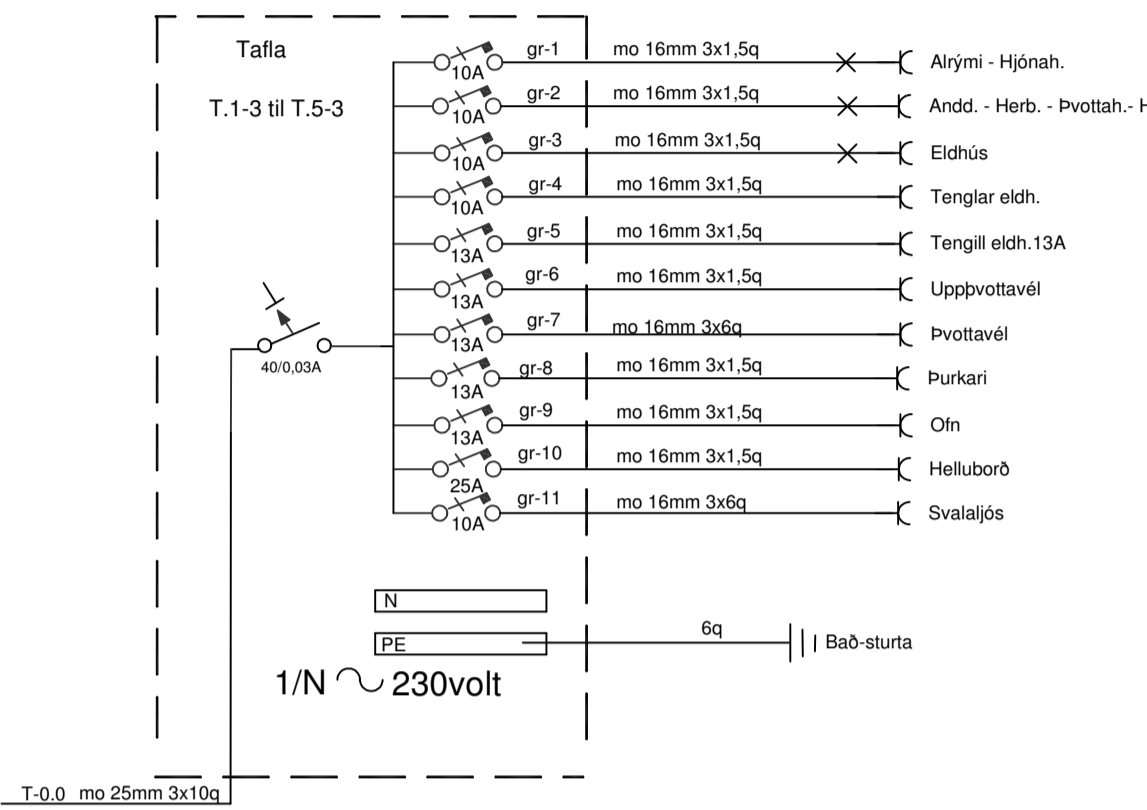 Tafla
T.1-3 til T.5-3
gr-1 mo 16mm 3x1,5q Alrými - Hjónah.
10A
gr-2 mo 16mm 3x1,5q Andd. - Herb. - Þvottah.- H
10A
gr-3 mo 16mm 3x1,5q Eldhús
10A
gr-4 mo 16mm 3x1,5q Tenglar eldh.
10A
gr-5 mo 16mm 3x1,5q Tengill eldh.13A
13A
gr-6 mo 16mm 3x1,5q Uppþvottavél
13A
gr-7 mo 16mm 3x6q Þvottavél
13A
gr-8 mo 16mm 3x1,5q Þurkari
13A
gr-9 mo 16mm 3x1,5q Ofn
13A
gr-10 mo 16mm 3x1,5q Helluborð
25A
gr-11 mo 16mm 3x6q Svalaljós
10A
40/0,03A
N
PE 6q Bað-sturta
1/N 230volt
T-0.0 mo 25mm 3x10q